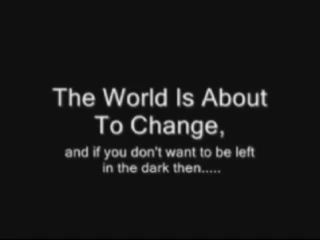 The World Is About
To Change,
and if you don't want to be left
in the dark then.....